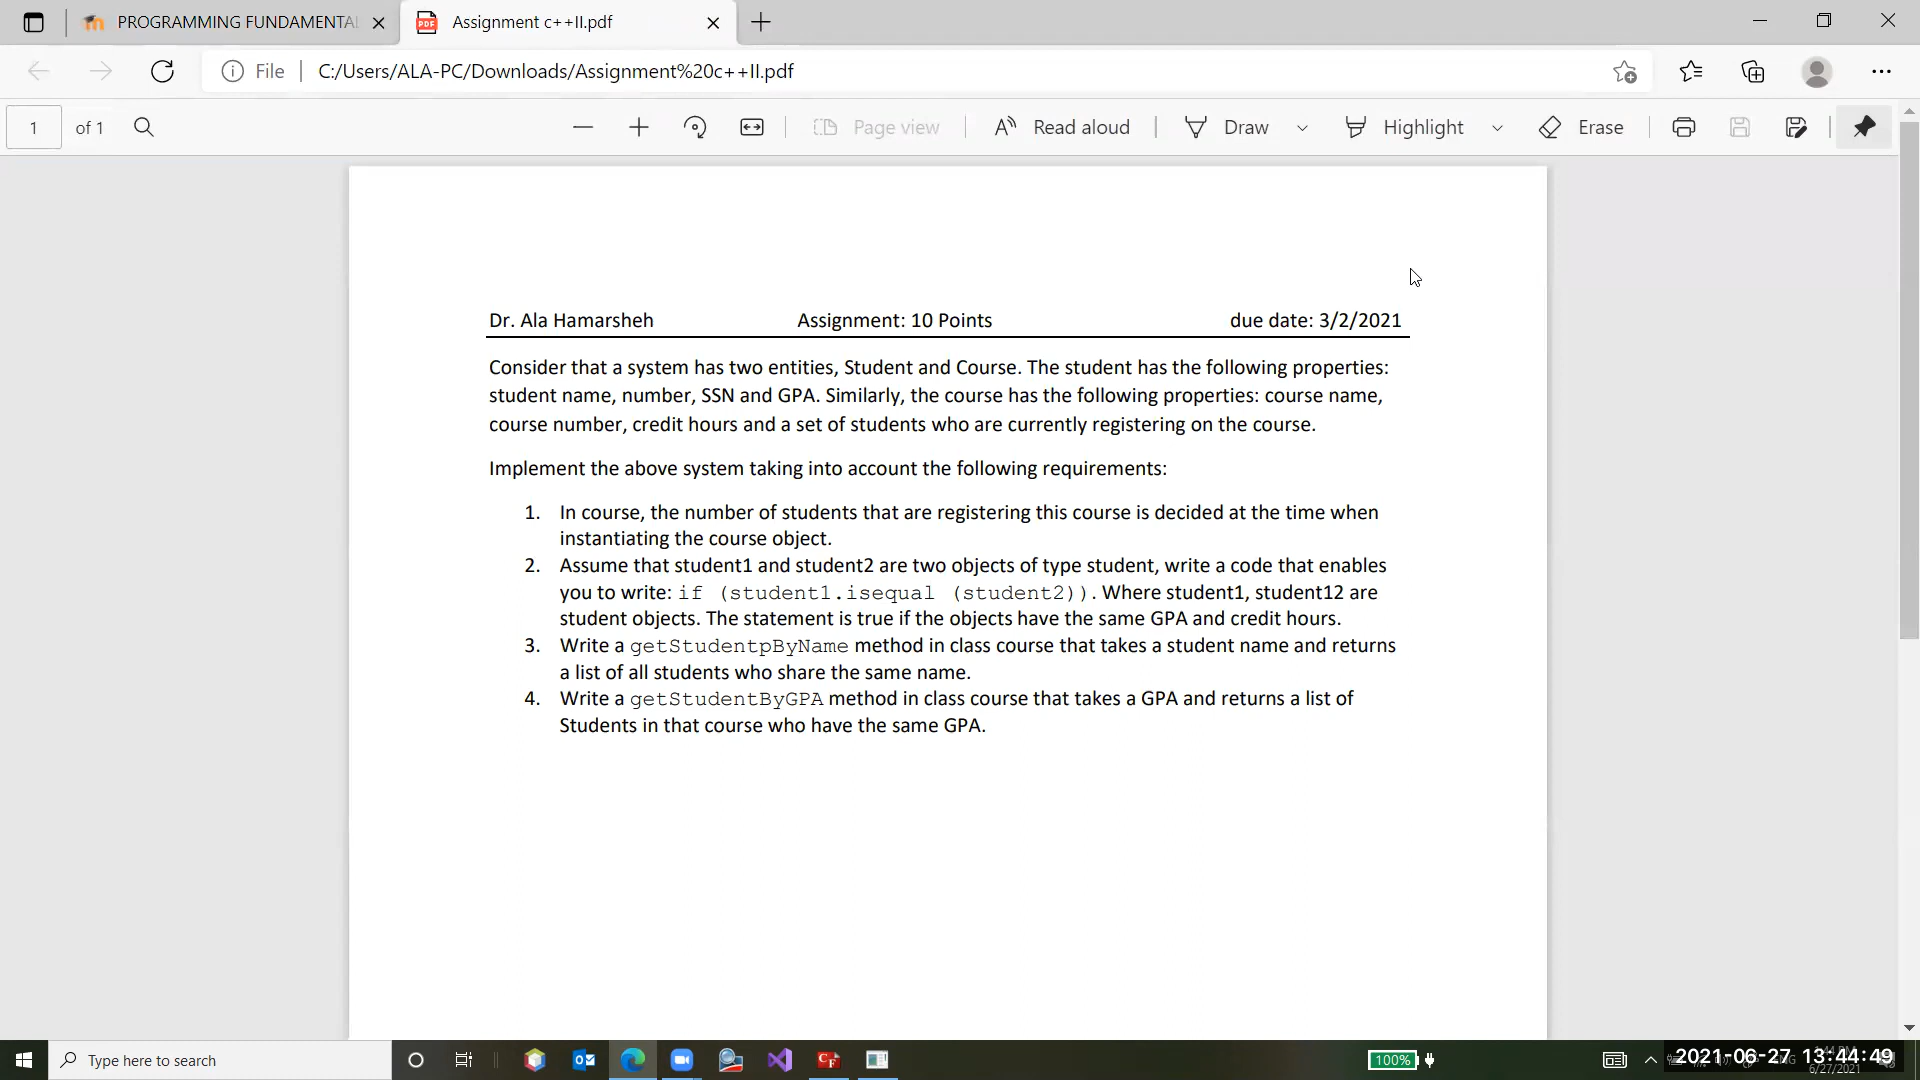 PROGRAMMING FUNDAMENTAL
Assignment c++II.pdf
File
C:/Users/ALA-PC/Downloads/Assignment%20c++II.pdf
1 of 1
Page view
Read aloud
Draw
Highlight
Erase
Dr. Ala Hamarsheh Assignment: 10 Points due date: 3/2/2021
Consider that a system has two entities, Student and Course. The student has the following properties:
student name, number, SSN and GPA. Similarly, the course has the following properties: course name,
course number, credit hours and a set of students who are currently registering on the course.
Implement the above system taking into account the following requirements:
1. In course, the number of students that are registering this course is decided at the time when
instantiating the course object.
2. Assume that student1 and student2 are two objects of type student, write a code that enables
you to write: if (student1.isequal (student2)). Where student1, student12 are
student objects. The statement is true if the objects have the same GPA and credit hours.
3. Write a getStudentpByName method in class course that takes a student name and returns
a list of all students who share the same name.
4. Write a getStudentByGPA method in class course that takes a GPA and returns a list of
Students in that course who have the same GPA.
Type here to search
100%
2021-06-27 13:44:49
6/27/2021